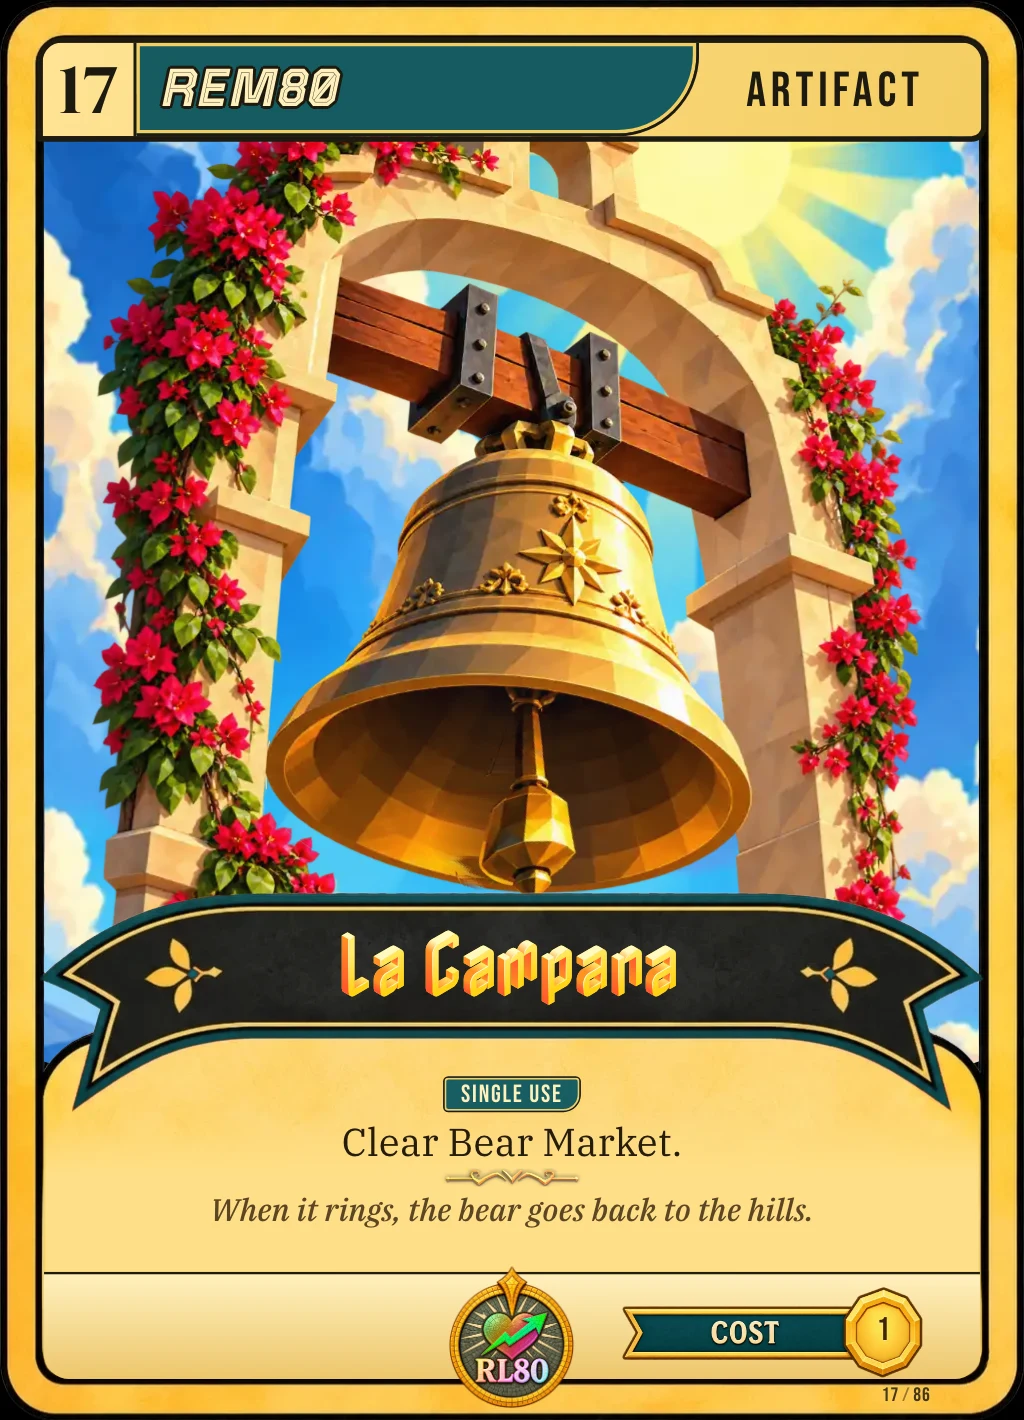 17
REM80
ARTIFACT
La Campana
SINGLE USE
Clear Bear Market.
When it rings, the bear goes back to the hills.
RL80
COST
1
17 / 86